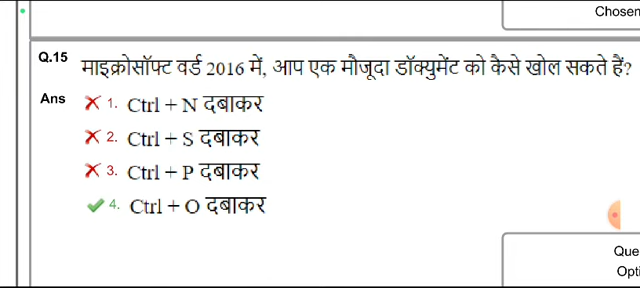 Chosen
Q.15 माइक्रोसॉफ्ट वर्ड 2016 में, आप एक मौजूदा डॉक्युमेंट को कैसे खोल सकते हैं?
Ans 1. Ctrl + N दबाकर
2. Ctrl + S दबाकर
3. Ctrl + P दबाकर
4. Ctrl + O दबाकर
Que
Opti